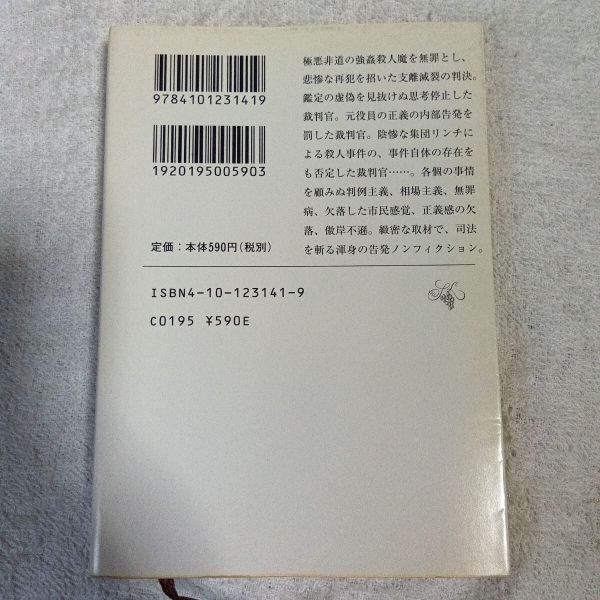 9784101231419
1920195005903
定価：本体590円（税別）
極悪非道の強姦殺人魔を無罪とし、
悲惨な再犯を招いた支離滅裂の判決。
鑑定の虚偽を見抜けぬ思考停止した
裁判官。元役員の正義の内部告発を
罰した裁判官。陰惨な集団リンチに
よる殺人事件の、事件自体の存在を
も否定した裁判官……。各個の事情
を顧みぬ判例主義、相場主義、無罪
病、欠落した市民感覚、正義感の欠
落、傲岸不遜。緻密な取材で、司法
を斬る渾身の告発ノンフィクション。
ISBN4-10-123141-9
C0195 ¥590E